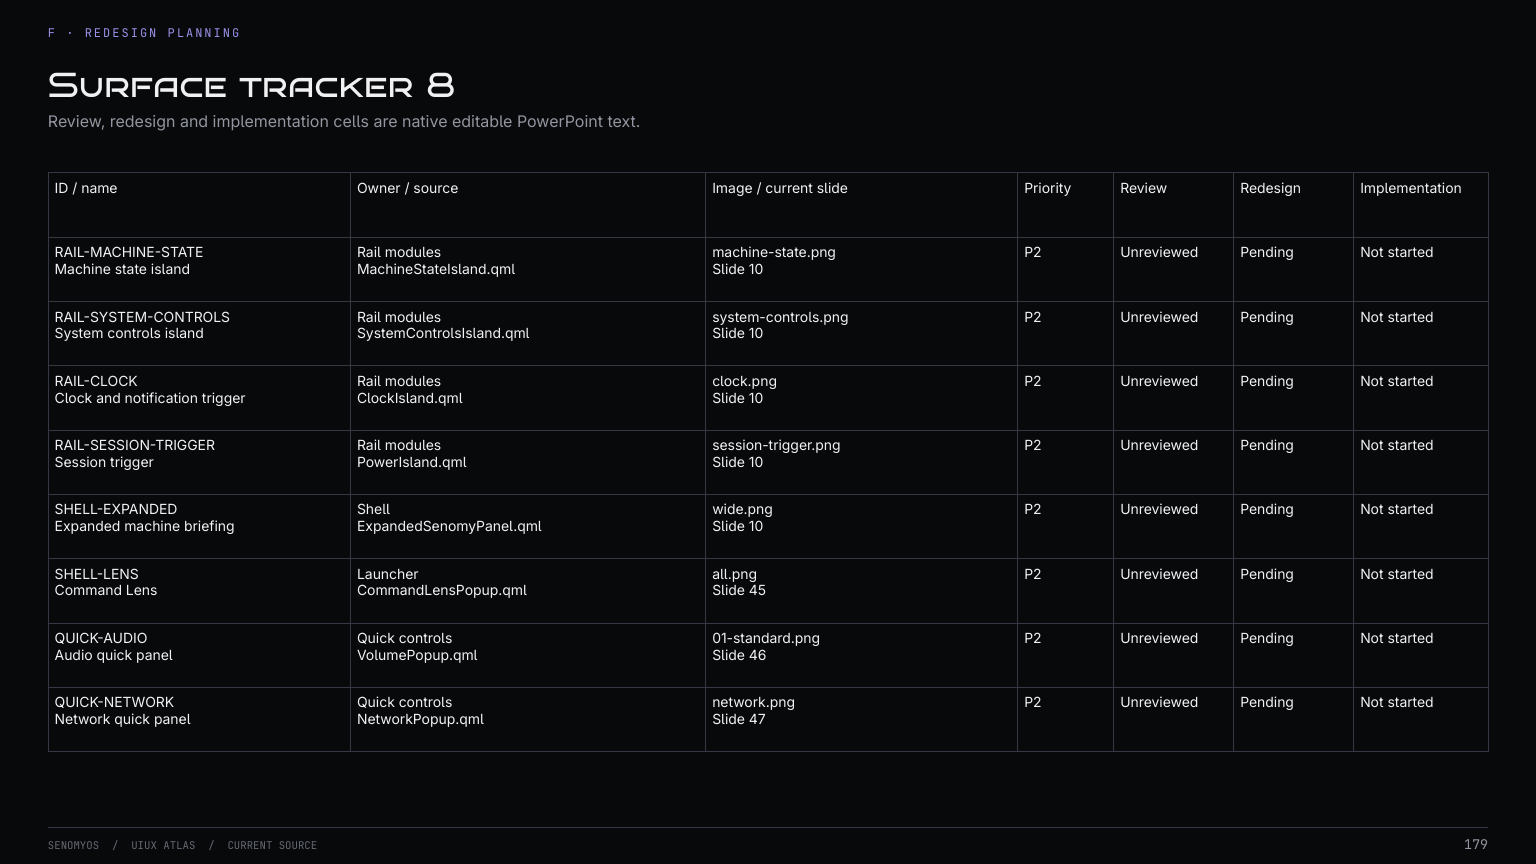 F · REDESIGN PLANNING
Surface tracker 8
Review, redesign and implementation cells are native editable PowerPoint text.
ID / name Owner / source Image / current slide Priority Review Redesign Implementation
RAIL-MACHINE-STATE Rail modules machine-state.png P2 Unreviewed Pending Not started
Machine state island MachineStateIsland.qml Slide 10
RAIL-SYSTEM-CONTROLS Rail modules system-controls.png P2 Unreviewed Pending Not started
System controls island SystemControlsIsland.qml Slide 10
RAIL-CLOCK Rail modules clock.png P2 Unreviewed Pending Not started
Clock and notification trigger ClockIsland.qml Slide 10
RAIL-SESSION-TRIGGER Rail modules session-trigger.png P2 Unreviewed Pending Not started
Session trigger PowerIsland.qml Slide 10
SHELL-EXPANDED Shell wide.png P2 Unreviewed Pending Not started
Expanded machine briefing ExpandedSenomyPanel.qml Slide 10
SHELL-LENS Launcher all.png P2 Unreviewed Pending Not started
Command Lens CommandLensPopup.qml Slide 45
QUICK-AUDIO Quick controls 01-standard.png P2 Unreviewed Pending Not started
Audio quick panel VolumePopup.qml Slide 46
QUICK-NETWORK Quick controls network.png P2 Unreviewed Pending Not started
Network quick panel NetworkPopup.qml Slide 47
SENOMYOS / UIUX ATLAS / CURRENT SOURCE 179